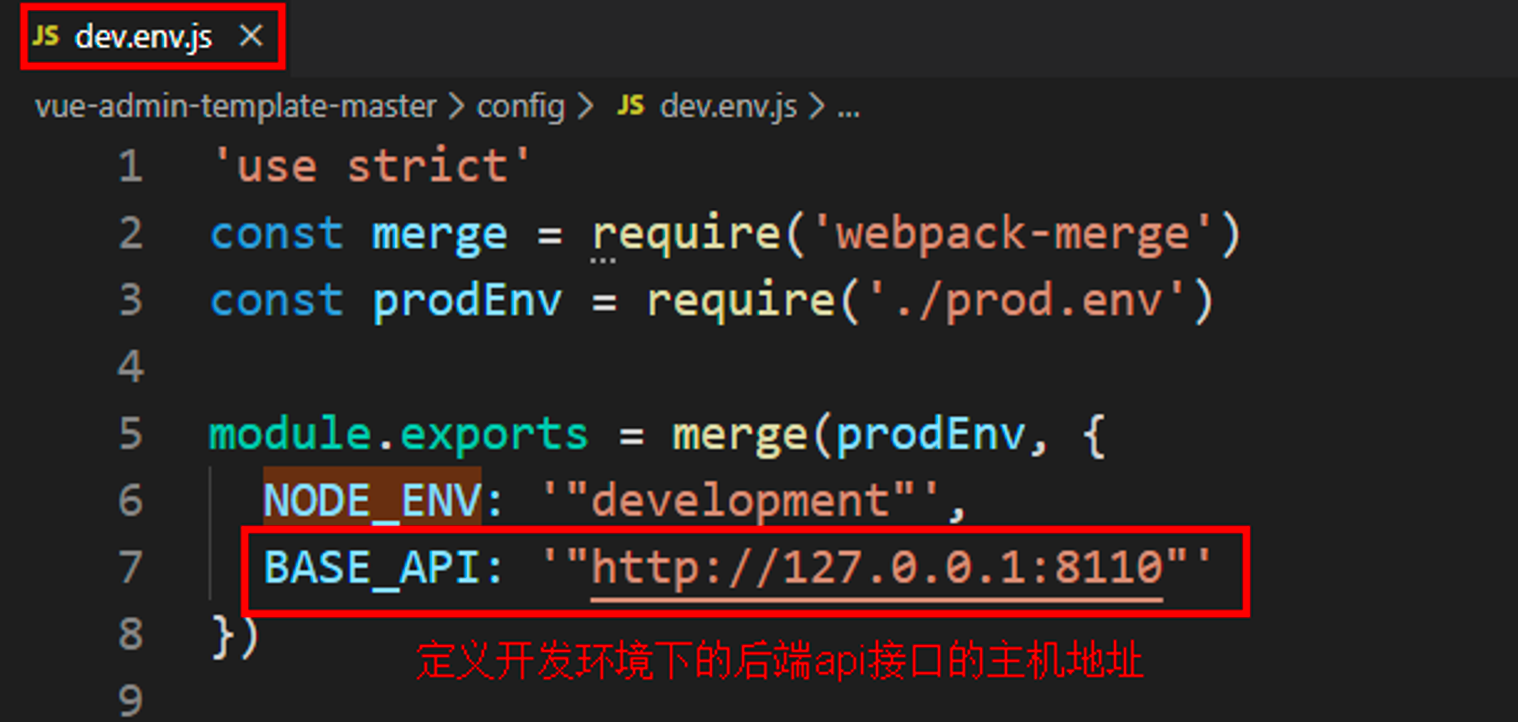 JS dev.env.js ×
vue-admin-template-master > config > JS dev.env.js > ...
1 'use strict'
2 const merge = require('webpack-merge')
3 const prodEnv = require('./prod.env')
4
5 module.exports = merge(prodEnv, {
6 NODE_ENV: '"development"',
7 BASE_API: '"http://127.0.0.1:8110"'
8 })
定义开发环境下的后端api接口的主机地址
9